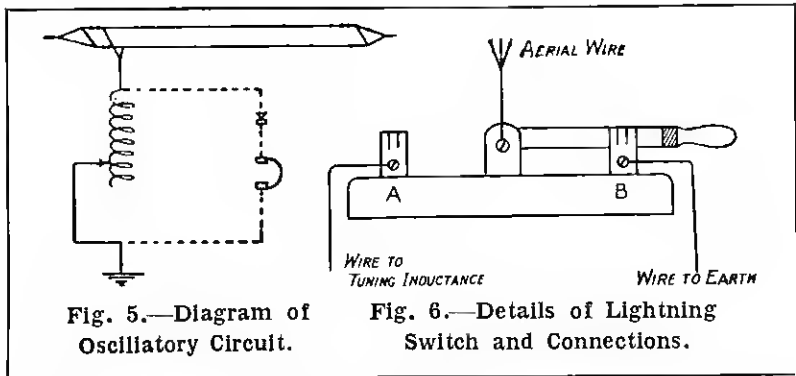 AERIAL WIRE
A
B
WIRE TO
TUNING INDUCTANCE
WIRE TO EARTH
Fig. 5.—Diagram of
Oscillatory Circuit.
Fig. 6.—Details of Lightning
Switch and Connections.